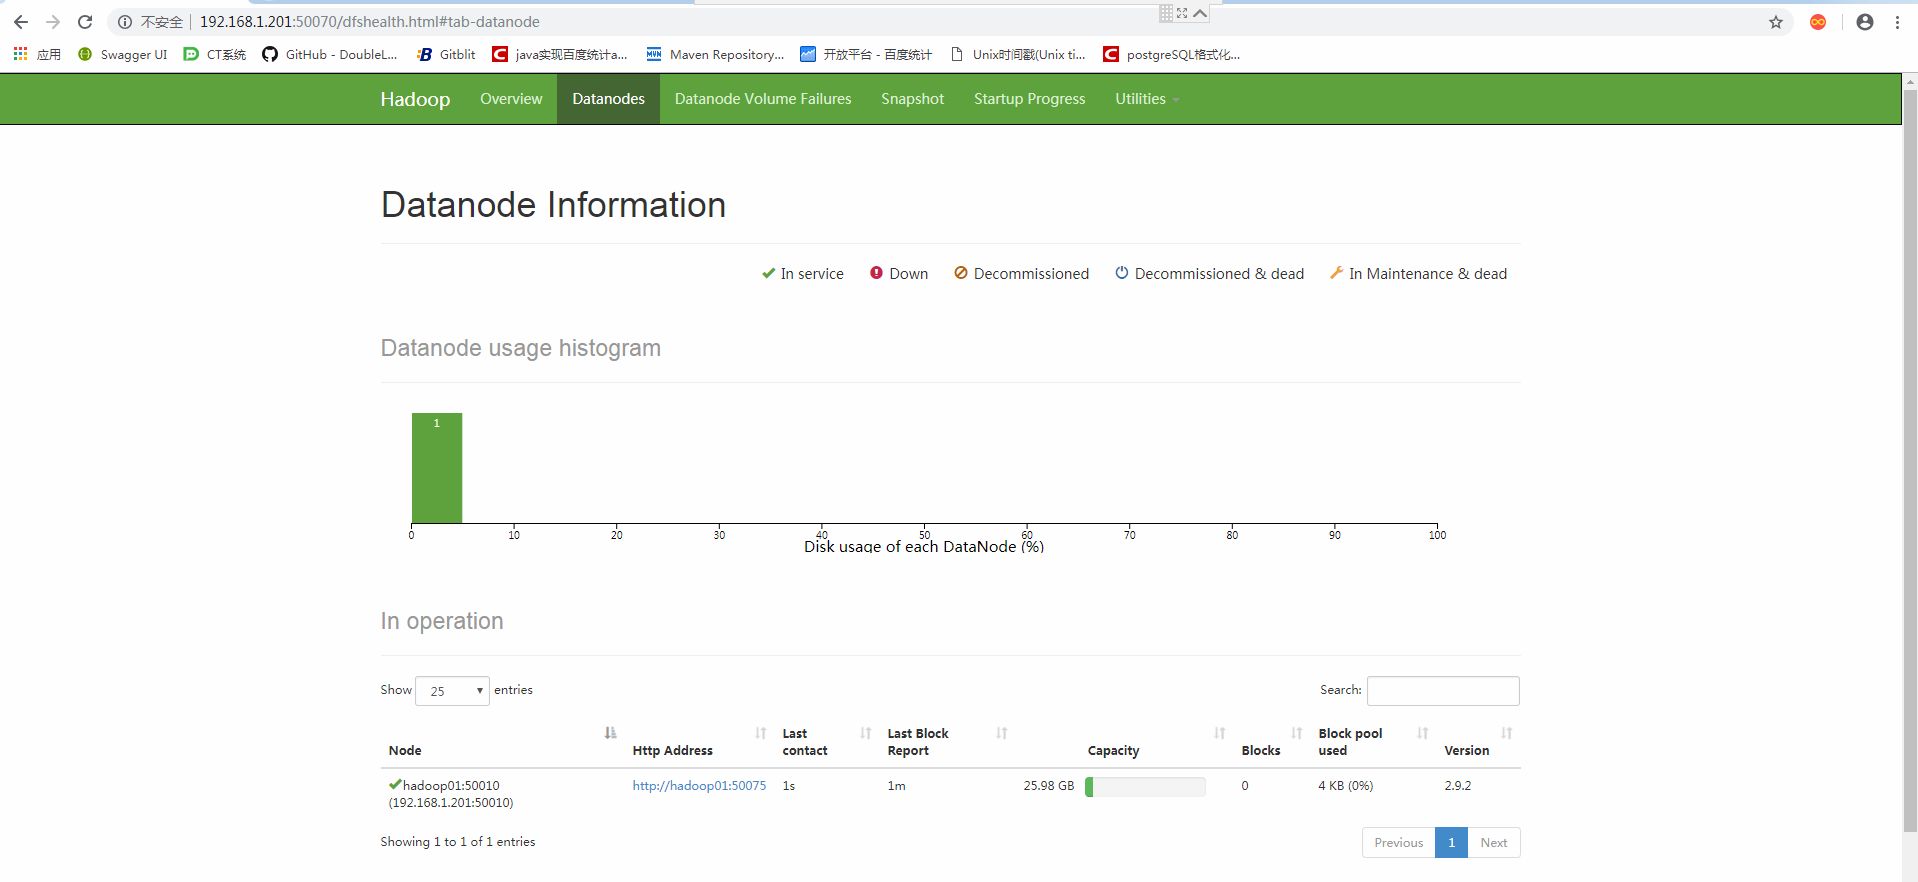 不安全 192.168.1.201:50070/dfshealth.html#tab-datanode
应用 Swagger UI CT系统 GitHub - DoubleL... Gitblit java实现百度统计a... Maven Repository... 开放平台 - 百度统计 Unix时间戳(Unix ti... postgreSQL格式化...
Hadoop Overview Datanodes Datanode Volume Failures Snapshot Startup Progress Utilities
Datanode Information
In service Down Decommissioned Decommissioned & dead In Maintenance & dead
Datanode usage histogram
1
0 10 20 30 40 50 60 70 80 90 100
Disk usage of each DataNode (%)
In operation
Show 25 entries Search:
Node Http Address Last contact Last Block Report Capacity Blocks Block pool used Version
hadoop01:50010 http://hadoop01:50075 1s 1m 25.98 GB 0 4 KB (0%) 2.9.2
(192.168.1.201:50010)
Showing 1 to 1 of 1 entries Previous 1 Next